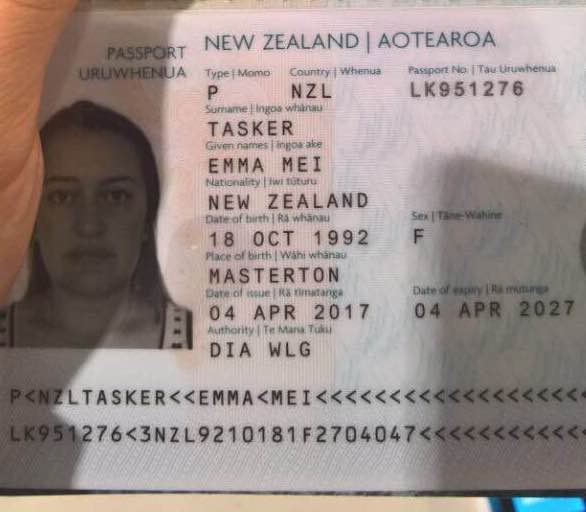 PASSPORT
URUWHENUA
NEW ZEALAND | AOTEAROA
Type | Momo Country | Whenua Passport No. | Tau Uruwhenua
P NZL LK951276
Surname | Ingoa whānau
TASKER
Given names | Ingoa ake
EMMA MEI
Nationality | Iwi tūturu
NEW ZEALAND
Date of birth | Rā whānau Sex | Tāne-Wahine
18 OCT 1992 F
Place of birth | Wāhi whānau
MASTERTON
Date of issue | Rā timatanga Date of expiry | Rā mutunga
04 APR 2017 04 APR 2027
Authority | Te Mana Tuku
DIA WLG
P<NZLTASKER<<EMMA<MEI<<<<<<<<<<<<<<<<<<
LK951276<3NZL9210181F2704047<<<<<<<<<<<